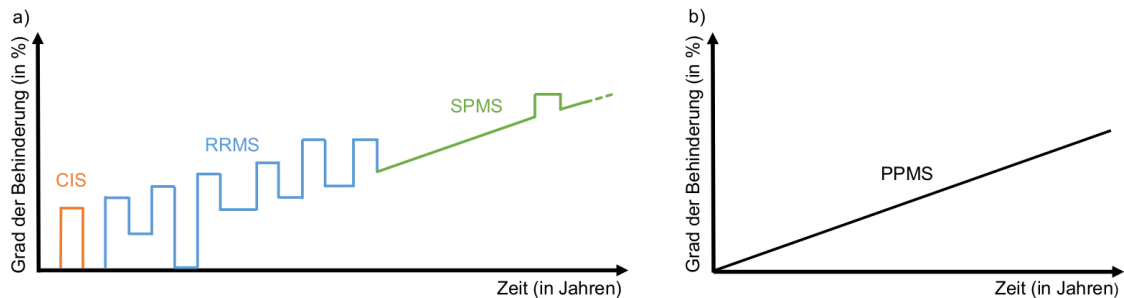 a)
Grad der Behinderung (in %)
CIS
RRMS
SPMS
Zeit (in Jahren)
b)
Grad der Behinderung (in %)
PPMS
Zeit (in Jahren)